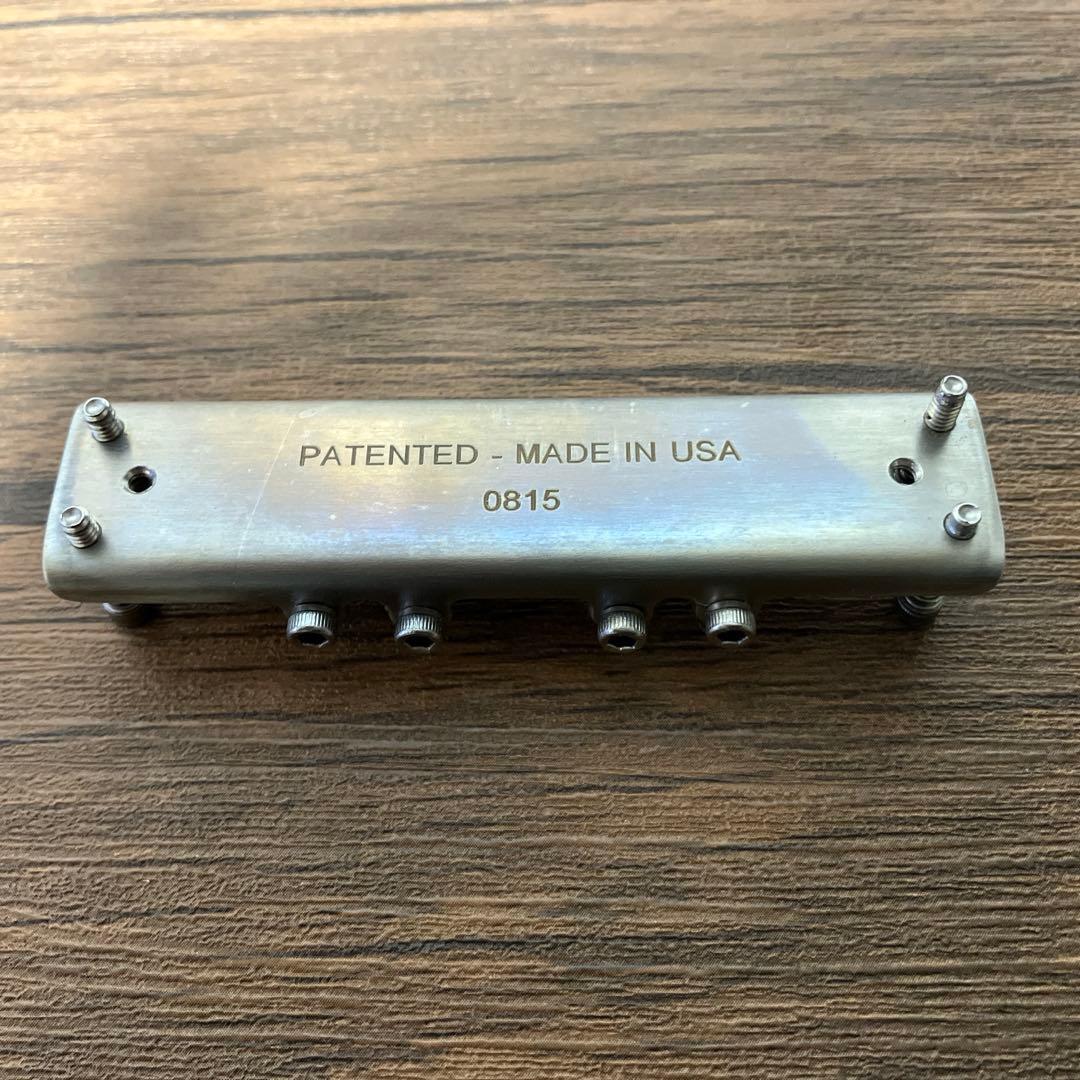 PATENTED - MADE IN USA
0815